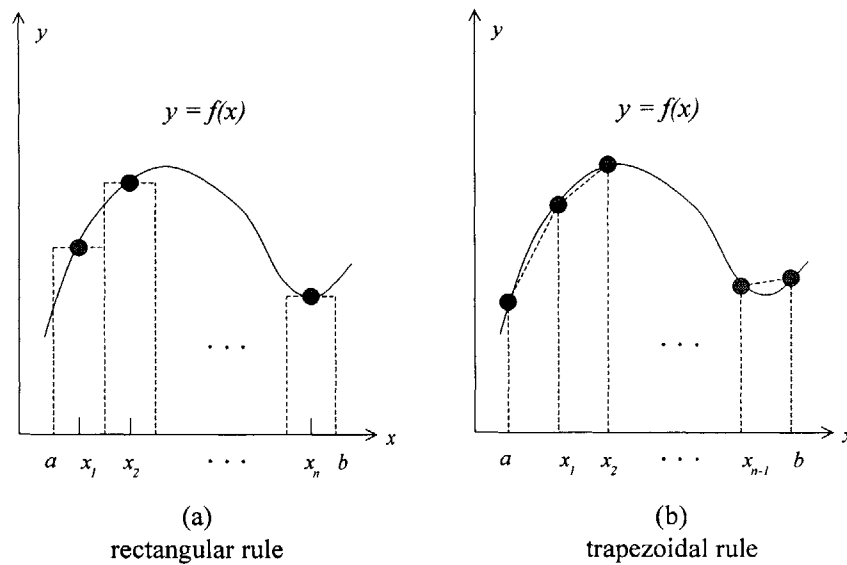 y
y = f(x)
. . .
x
a x₁ x₂ . . . xₙ b
(a)
rectangular rule
y
y = f(x)
. . .
x
a x₁ x₂ . . . xₙ₋₁ b
(b)
trapezoidal rule